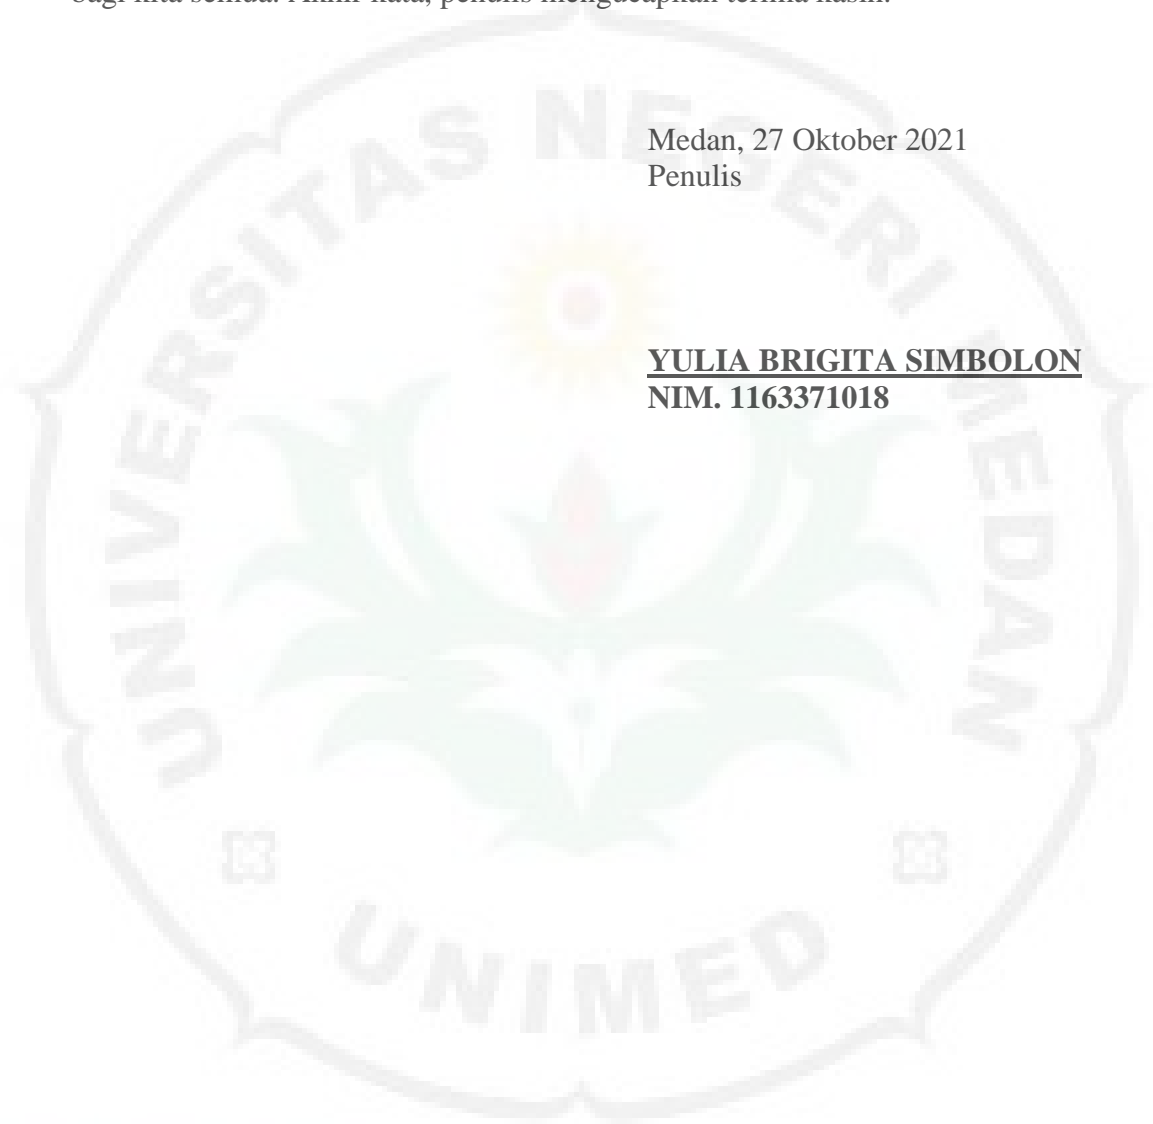 bagi kita semua. Akhir kata, penulis mengucapkan terima kasih.
Medan, 27 Oktober 2021
Penulis
YULIA BRIGITA SIMBOLON
NIM. 1163371018
UNIVERSITAS NEGERI MEDAN
UNIMED